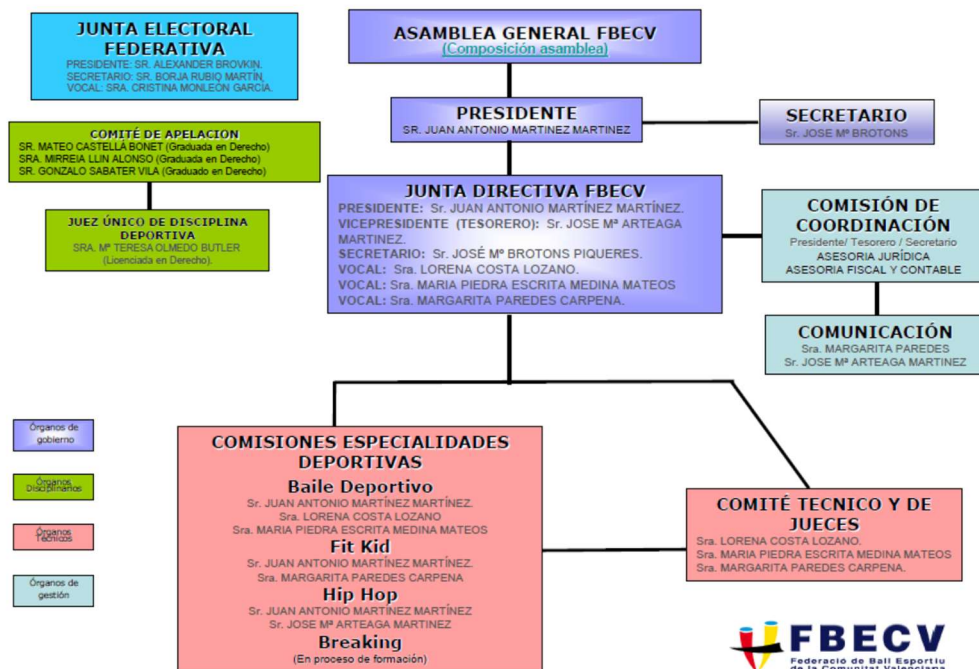 JUNTA ELECTORAL
FEDERATIVA
PRESIDENTE: SR. ALEXANDER BROVKIN.
SECRETARIO: SR. BORJA RUBIO MARTÍN,
VOCAL: SRA. CRISTINA MONLEÓN GARCÍA.
ASAMBLEA GENERAL FBECV
(Composición asamblea)
PRESIDENTE
SR. JUAN ANTONIO MARTINEZ MARTINEZ
SECRETARIO
Sr. JOSE Mª BROTONS
COMITÉ DE APELACION
SR. MATEO CASTELLÁ BONET (Graduada en Derecho)
SRA. MIRREIA LLIN ALONSO (Graduada en Derecho)
SR. GONZALO SABATER VILA (Graduado en Derecho)
JUEZ ÚNICO DE DISCIPLINA
DEPORTIVA
SRA. Mª TERESA OLMEDO BUTLER
(Licenciada en Derecho).
JUNTA DIRECTIVA FBECV
PRESIDENTE: Sr. JUAN ANTONIO MARTÍNEZ MARTÍNEZ.
VICEPRESIDENTE (TESORERO): Sr. JOSE Mª ARTEAGA
MARTINEZ.
SECRETARIO: Sr. JOSÉ Mª BROTONS PIQUERES.
VOCAL: Sra. LORENA COSTA LOZANO.
VOCAL: Sra. MARIA PIEDRA ESCRITA MEDINA MATEOS
VOCAL: Sra. MARGARITA PAREDES CARPENA.
COMISIÓN DE
COORDINACIÓN
Presidente/ Tesorero / Secretario
ASESORIA JURÍDICA
ASESORIA FISCAL Y CONTABLE
COMUNICACIÓN
Sra. MARGARITA PAREDES
Sr. JOSE Mª ARTEAGA MARTINEZ
Órganos de
gobierno
Órganos
Disciplinarios
Órganos
Técnicos
Órganos de
gestión
COMISIONES ESPECIALIDADES
DEPORTIVAS
Baile Deportivo
Sr. JUAN ANTONIO MARTÍNEZ MARTÍNEZ.
Sra. LORENA COSTA LOZANO
Sra. MARIA PIEDRA ESCRITA MEDINA MATEOS
Fit Kid
Sr. JUAN ANTONIO MARTÍNEZ MARTÍNEZ.
Sra. MARGARITA PAREDES CARPENA
Hip Hop
Sr. JUAN ANTONIO MARTÍNEZ MARTÍNEZ
Sr. JOSE Mª ARTEAGA MARTINEZ
Breaking
(En proceso de formación)
COMITÉ TECNICO Y DE
JUECES
Sra. LORENA COSTA LOZANO.
Sra. MARIA PIEDRA ESCRITA MEDINA MATEOS
Sra. MARGARITA PAREDES CARPENA.
FBECV
Federació de Ball Esportiu
de la Comunitat Valenciana